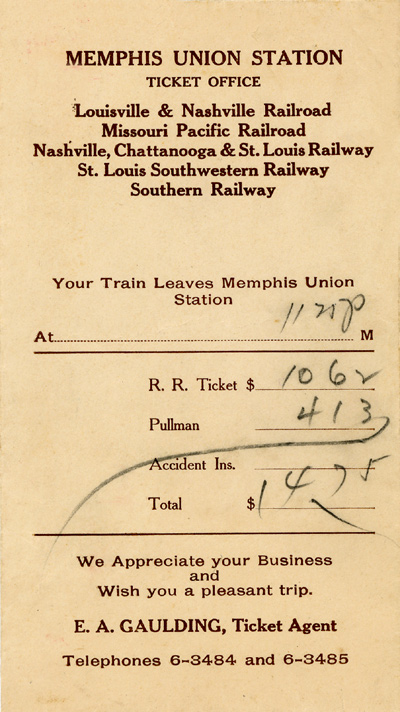 MEMPHIS UNION STATION
TICKET OFFICE
Louisville & Nashville Railroad
Missouri Pacific Railroad
Nashville, Chattanooga & St. Louis Railway
St. Louis Southwestern Railway
Southern Railway
Your Train Leaves Memphis Union
Station
At M
R. R. Ticket $ 10 62
Pullman 4 13
Accident Ins.
Total $ 14 75
We Appreciate your Business
and
Wish you a pleasant trip.
E. A. GAULDING, Ticket Agent
Telephones 6-3484 and 6-3485